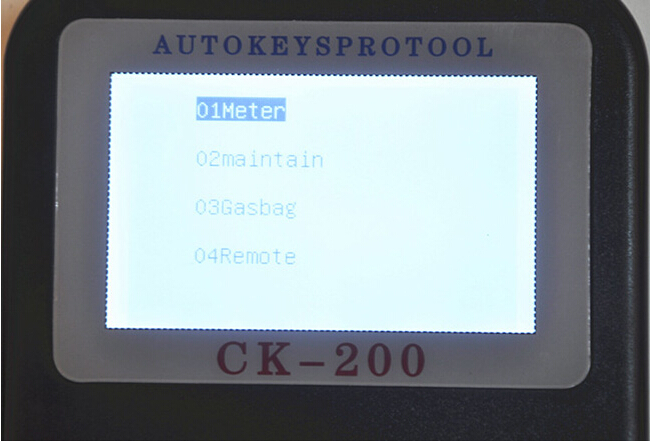 AUTOKEYSPROTOOL
01Meter
02maintain
03Gasbag
04Remote
CK-200